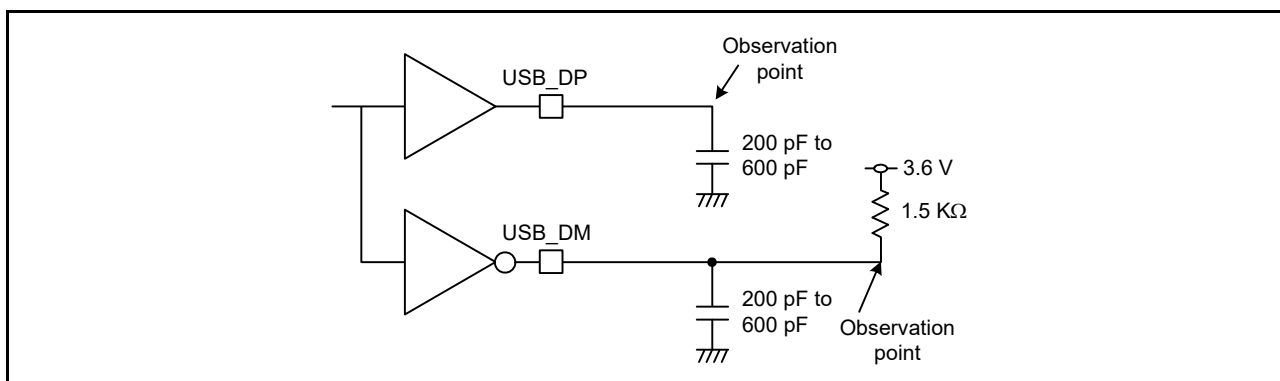 Observation
point
USB_DP
200 pF to
600 pF
3.6 V
1.5 KΩ
USB_DM
200 pF to
600 pF
Observation
point